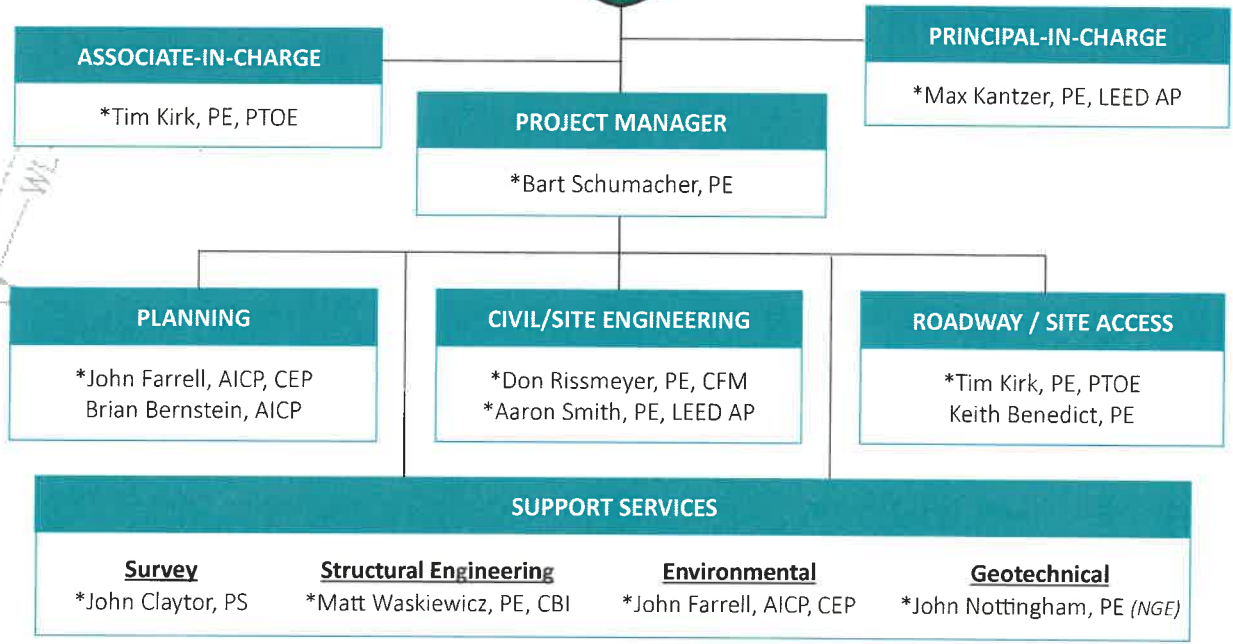 ASSOCIATE-IN-CHARGE
*Tim Kirk, PE, PTOE
PRINCIPAL-IN-CHARGE
*Max Kantzer, PE, LEED AP
PROJECT MANAGER
*Bart Schumacher, PE
WL
PLANNING
*John Farrell, AICP, CEP
Brian Bernstein, AICP
CIVIL/SITE ENGINEERING
*Don Rissmeyer, PE, CFM
*Aaron Smith, PE, LEED AP
ROADWAY / SITE ACCESS
*Tim Kirk, PE, PTOE
Keith Benedict, PE
SUPPORT SERVICES
Survey
*John Claytor, PS
Structural Engineering
*Matt Waskiewicz, PE, CBI
Environmental
*John Farrell, AICP, CEP
Geotechnical
*John Nottingham, PE (NGE)